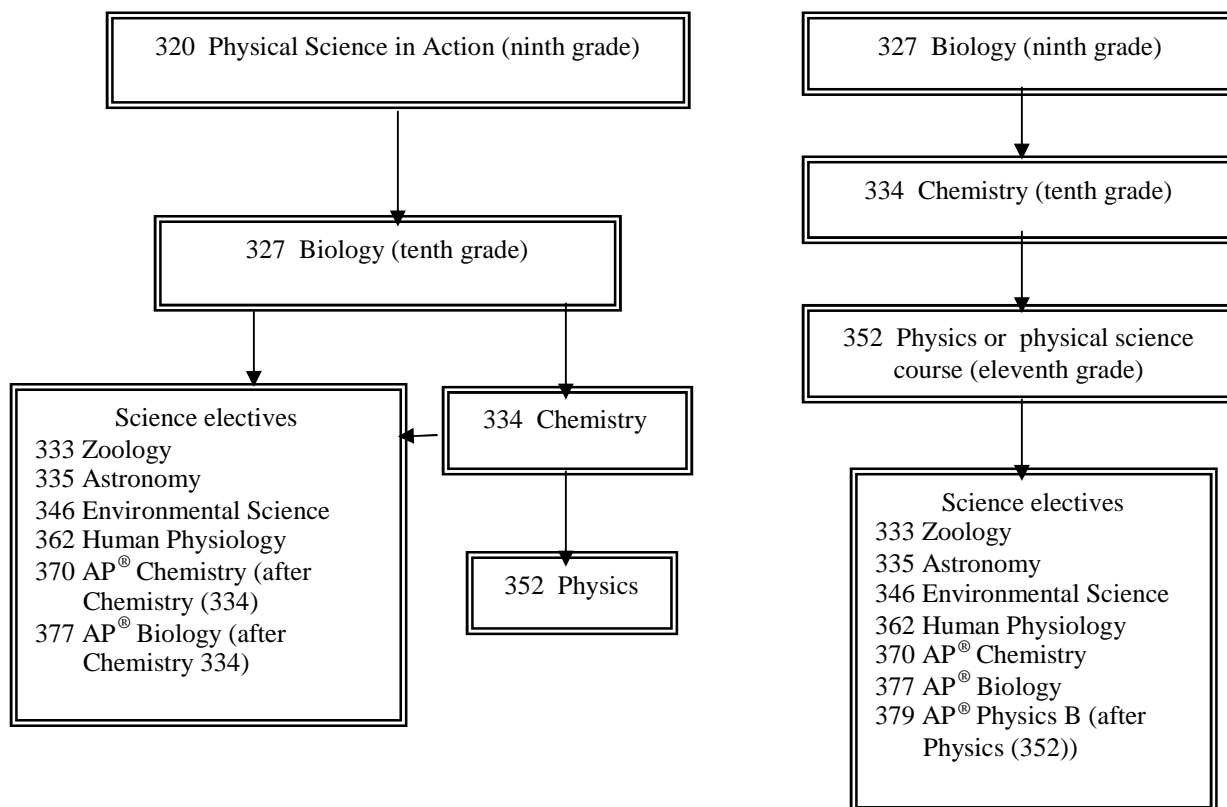 320 Physical Science in Action (ninth grade)
327 Biology (tenth grade)
Science electives
333 Zoology
335 Astronomy
346 Environmental Science
362 Human Physiology
370 AP® Chemistry (after
Chemistry (334)
377 AP® Biology (after
Chemistry 334)
334 Chemistry
352 Physics
327 Biology (ninth grade)
334 Chemistry (tenth grade)
352 Physics or physical science
course (eleventh grade)
Science electives
333 Zoology
335 Astronomy
346 Environmental Science
362 Human Physiology
370 AP® Chemistry
377 AP® Biology
379 AP® Physics B (after
Physics (352))